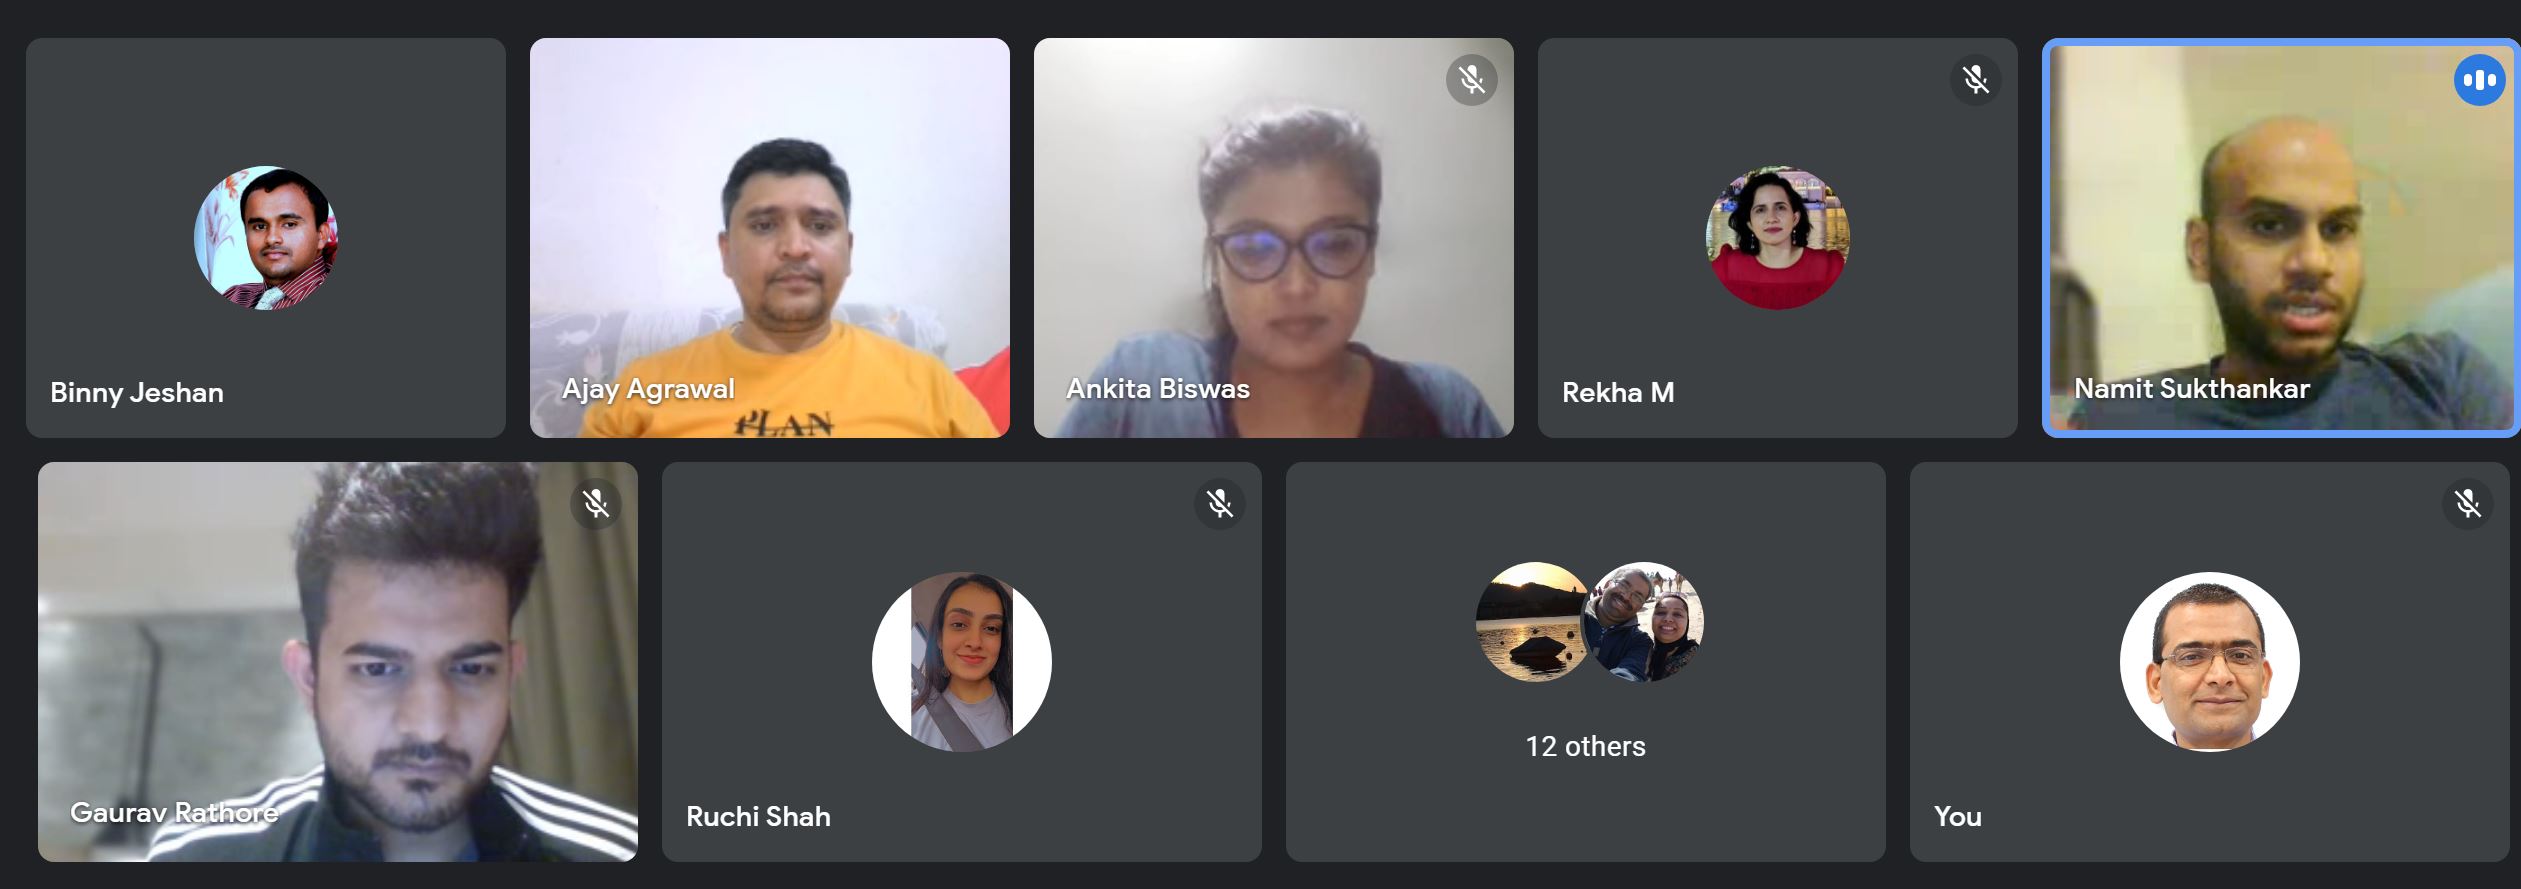 Binny Jeshan
Ajay Agrawal
PLAN
Ankita Biswas
Rekha M
Namit Sukthankar
Gaurav Rathore
Ruchi Shah
12 others
You